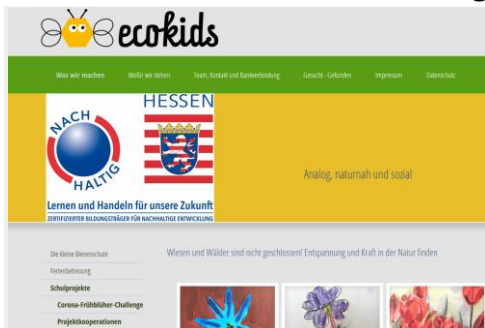 ecokids
Was wir machen Wofür wir stehen Team, Kontakt und Bankverbindung Gesucht - Gefunden Impressum Datenschutz
NACH
HALTIG
HESSEN
Lernen und Handeln für unsere Zukunft
ZERTIFIZIERTER BILDUNGSTRÄGER FÜR NACHHALTIGE ENTWICKLUNG
Analog, naturnah und sozial
Die kleine Bienenschule
Ferienbetreuung
Schulprojekte
Corona-Frühblüher-Challenge
Projektkooperationen
Wiesen und Wälder sind nicht geschlossen! Entspannung und Kraft in der Natur finden